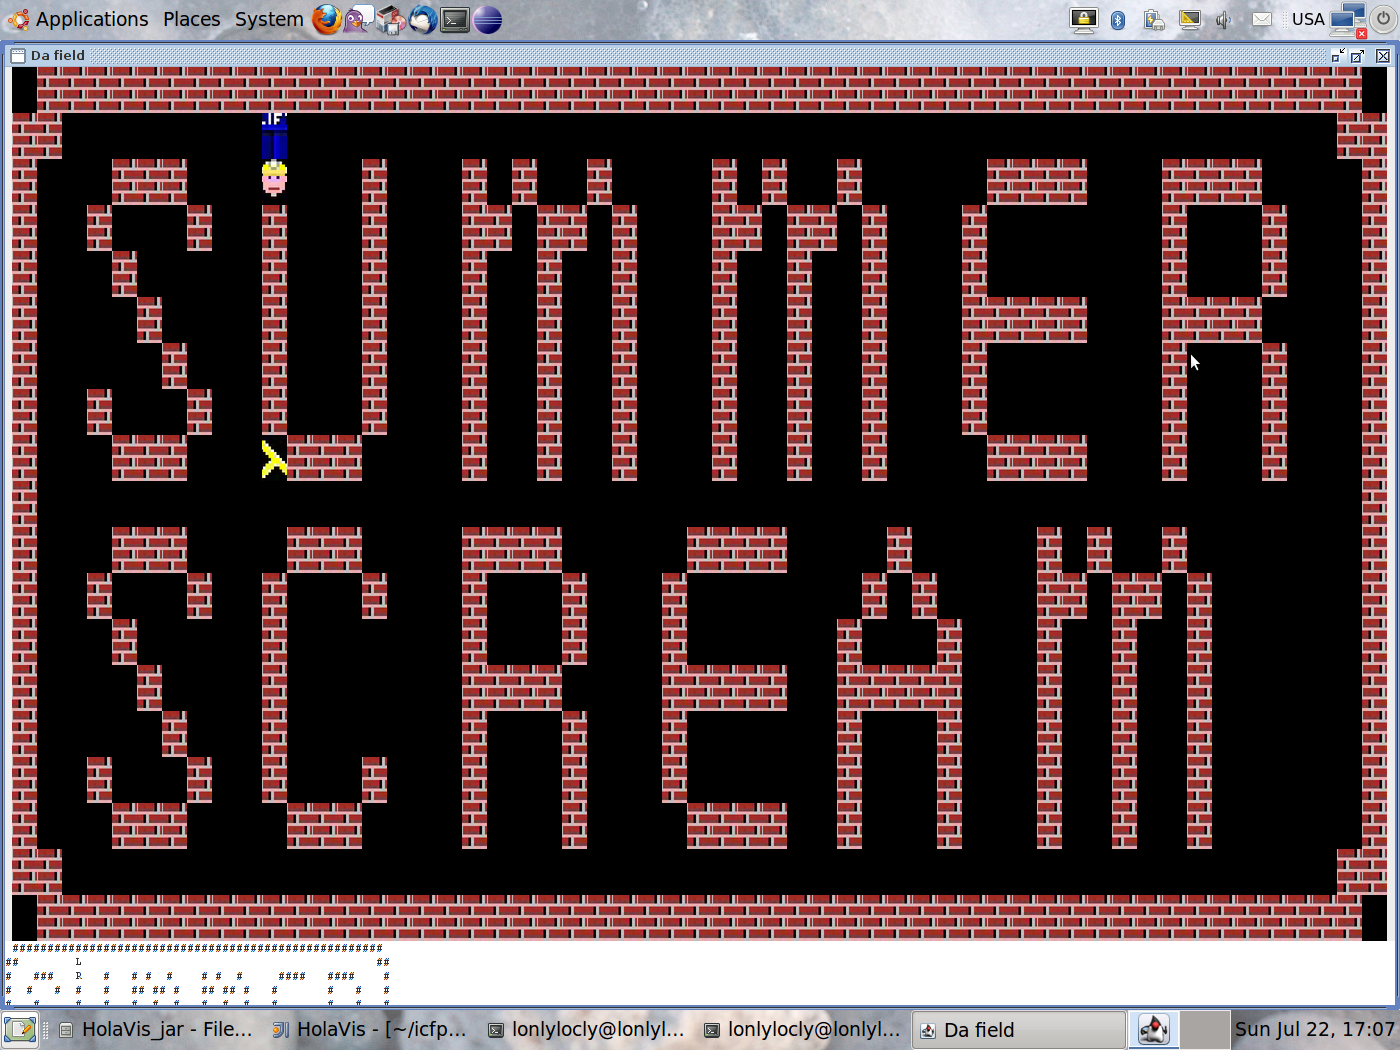 Applications Places System USA
Da field
LIF
SUMMER
SCREAM
###################################################
## L ##
# ### R # # # # # # # #### #### #
# # # # # ## ## # ## ## # # # # #
HolaVis_jar - File... HolaVis - [~/icfp... lonlylocly@lonlyl... lonlylocly@lonlyl... Da field Sun Jul 22, 17:07